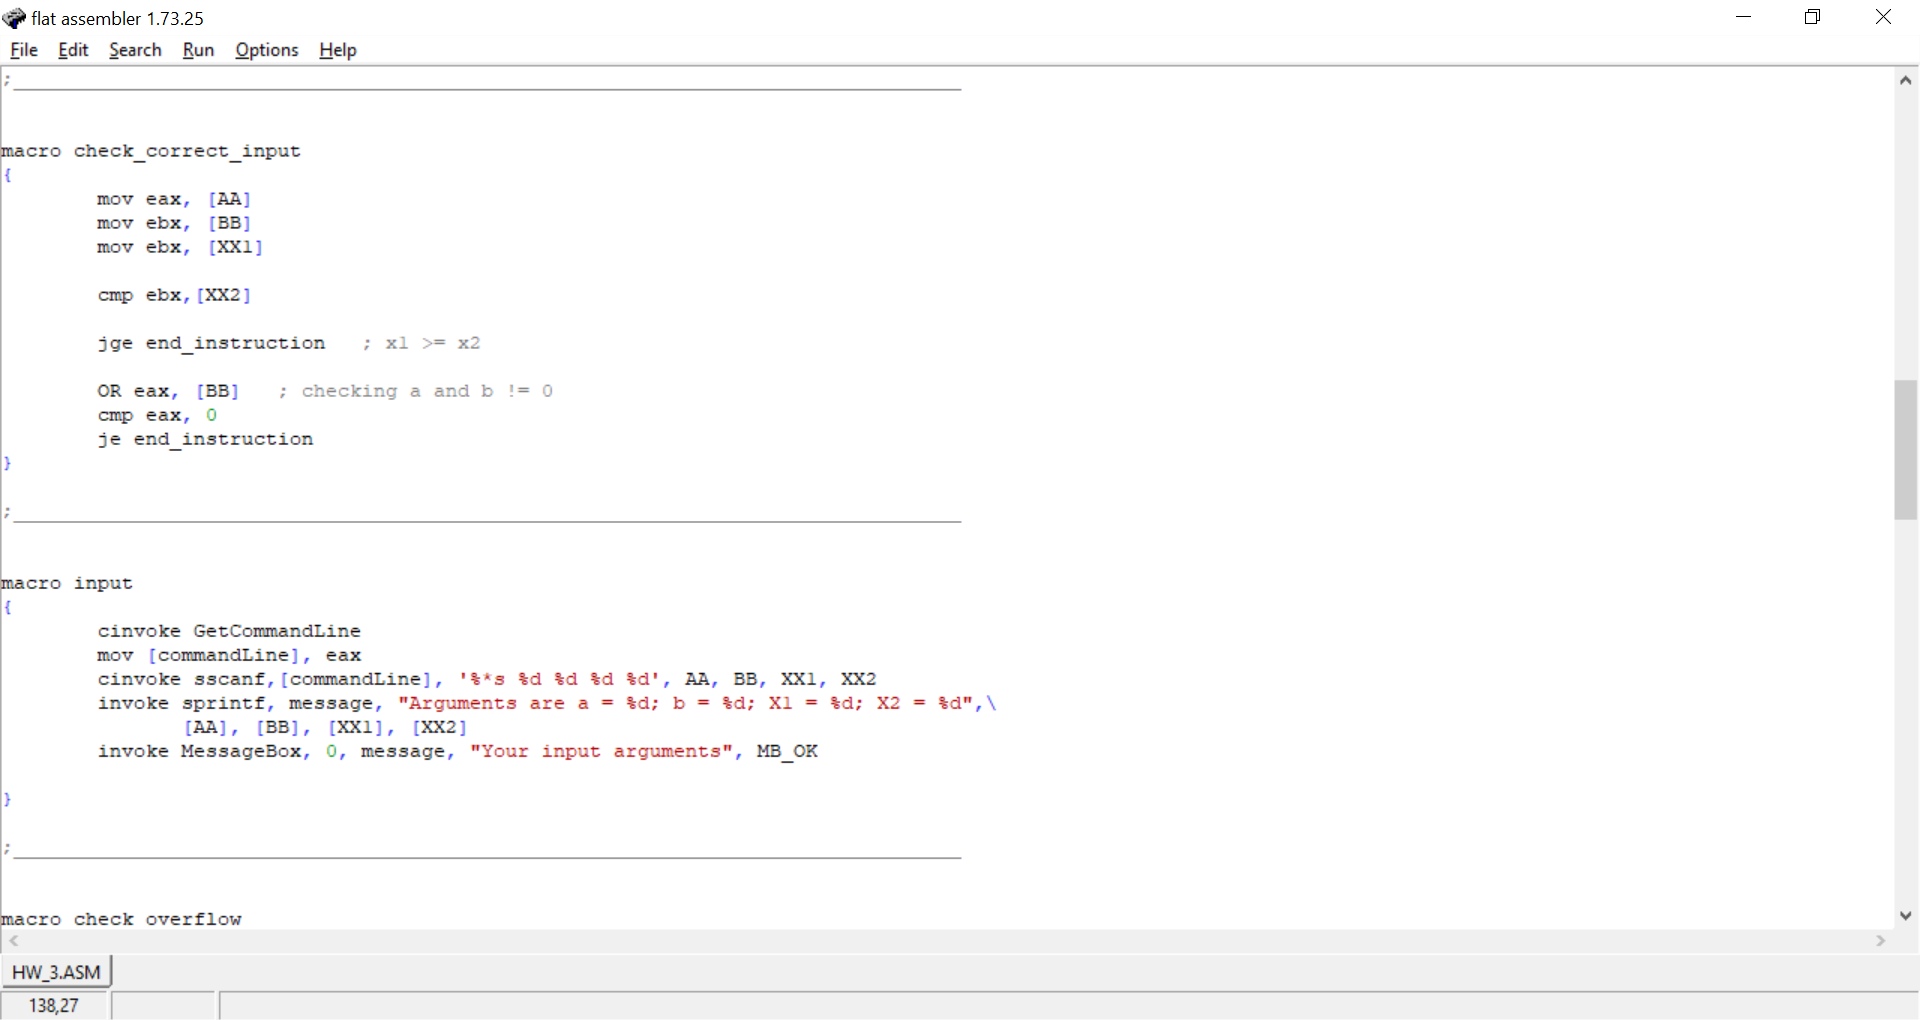 flat assembler 1.73.25
File Edit Search Run Options Help
;______________________________________________________________________________
macro check_correct_input
{
mov eax, [AA]
mov ebx, [BB]
mov ebx, [XX1]
cmp ebx,[XX2]
jge end_instruction   ; x1 >= x2
OR eax, [BB]   ; checking a and b != 0
cmp eax, 0
je end_instruction
}
;______________________________________________________________________________
macro input
{
cinvoke GetCommandLine
mov [commandLine], eax
cinvoke sscanf,[commandLine], '%*s %d %d %d %d', AA, BB, XX1, XX2
invoke sprintf, message, "Arguments are a = %d; b = %d; X1 = %d; X2 = %d",\
[AA], [BB], [XX1], [XX2]
invoke MessageBox, 0, message, "Your input arguments", MB_OK
}
;______________________________________________________________________________
macro check overflow
HW_3.ASM
138,27